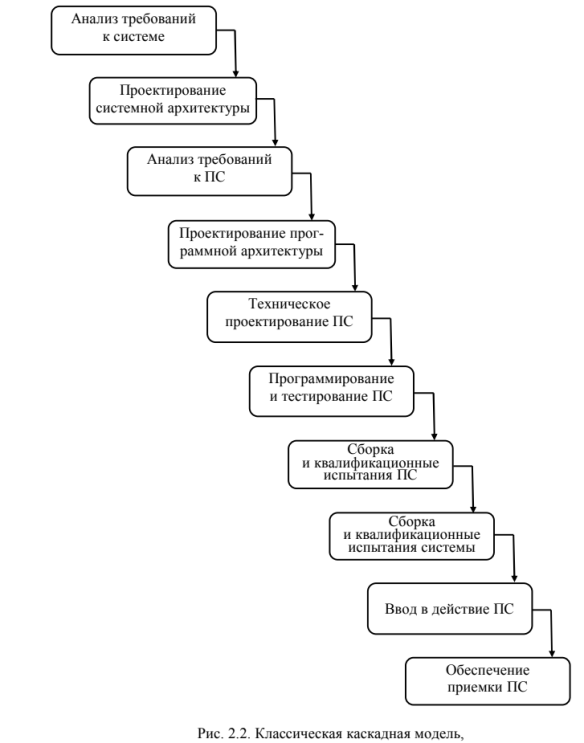 Анализ требований
к системе
Проектирование
системной архитектуры
Анализ требований
к ПС
Проектирование прог-
раммной архитектуры
Техническое
проектирование ПС
Программирование
и тестирование ПС
Сборка
и квалификационные
испытания ПС
Сборка
и квалификационные
испытания системы
Ввод в действие ПС
Обеспечение
приемки ПС
Рис. 2.2. Классическая каскадная модель,